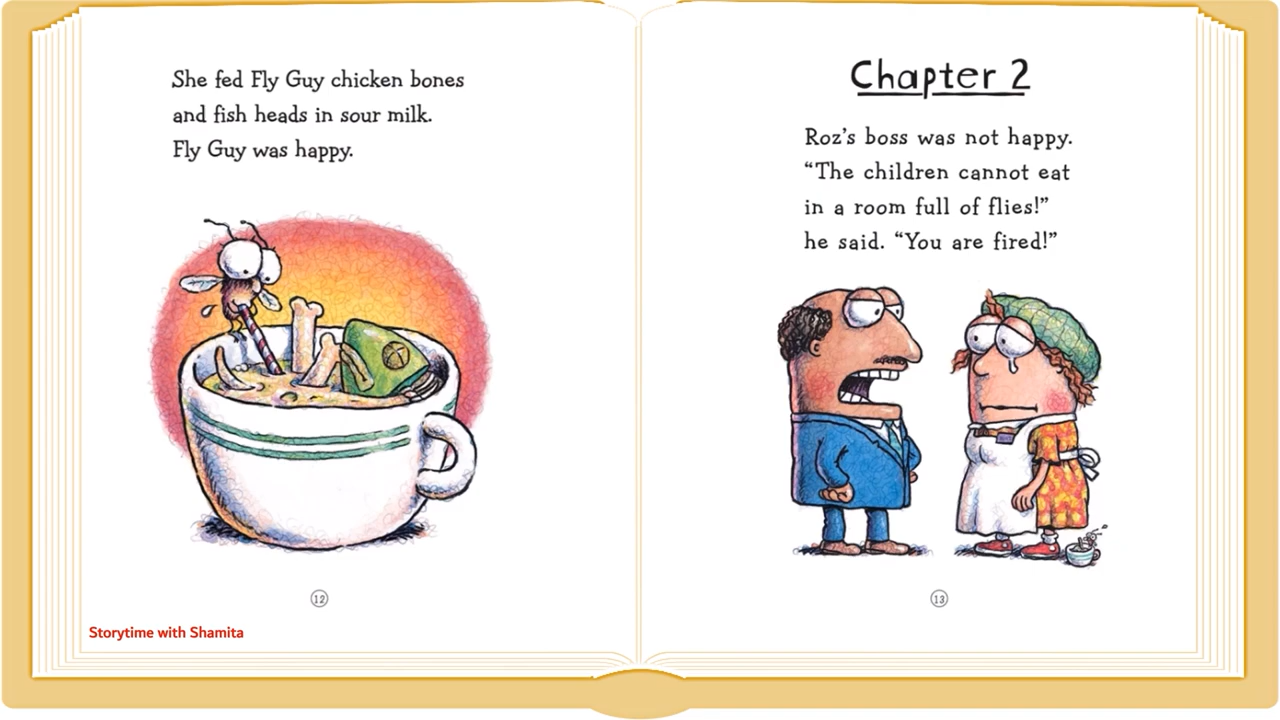 She fed Fly Guy chicken bones
and fish heads in sour milk.
Fly Guy was happy.
12
Storytime with Shamita
Chapter 2
Roz's boss was not happy.
“The children cannot eat
in a room full of flies!”
he said. “You are fired!”
13